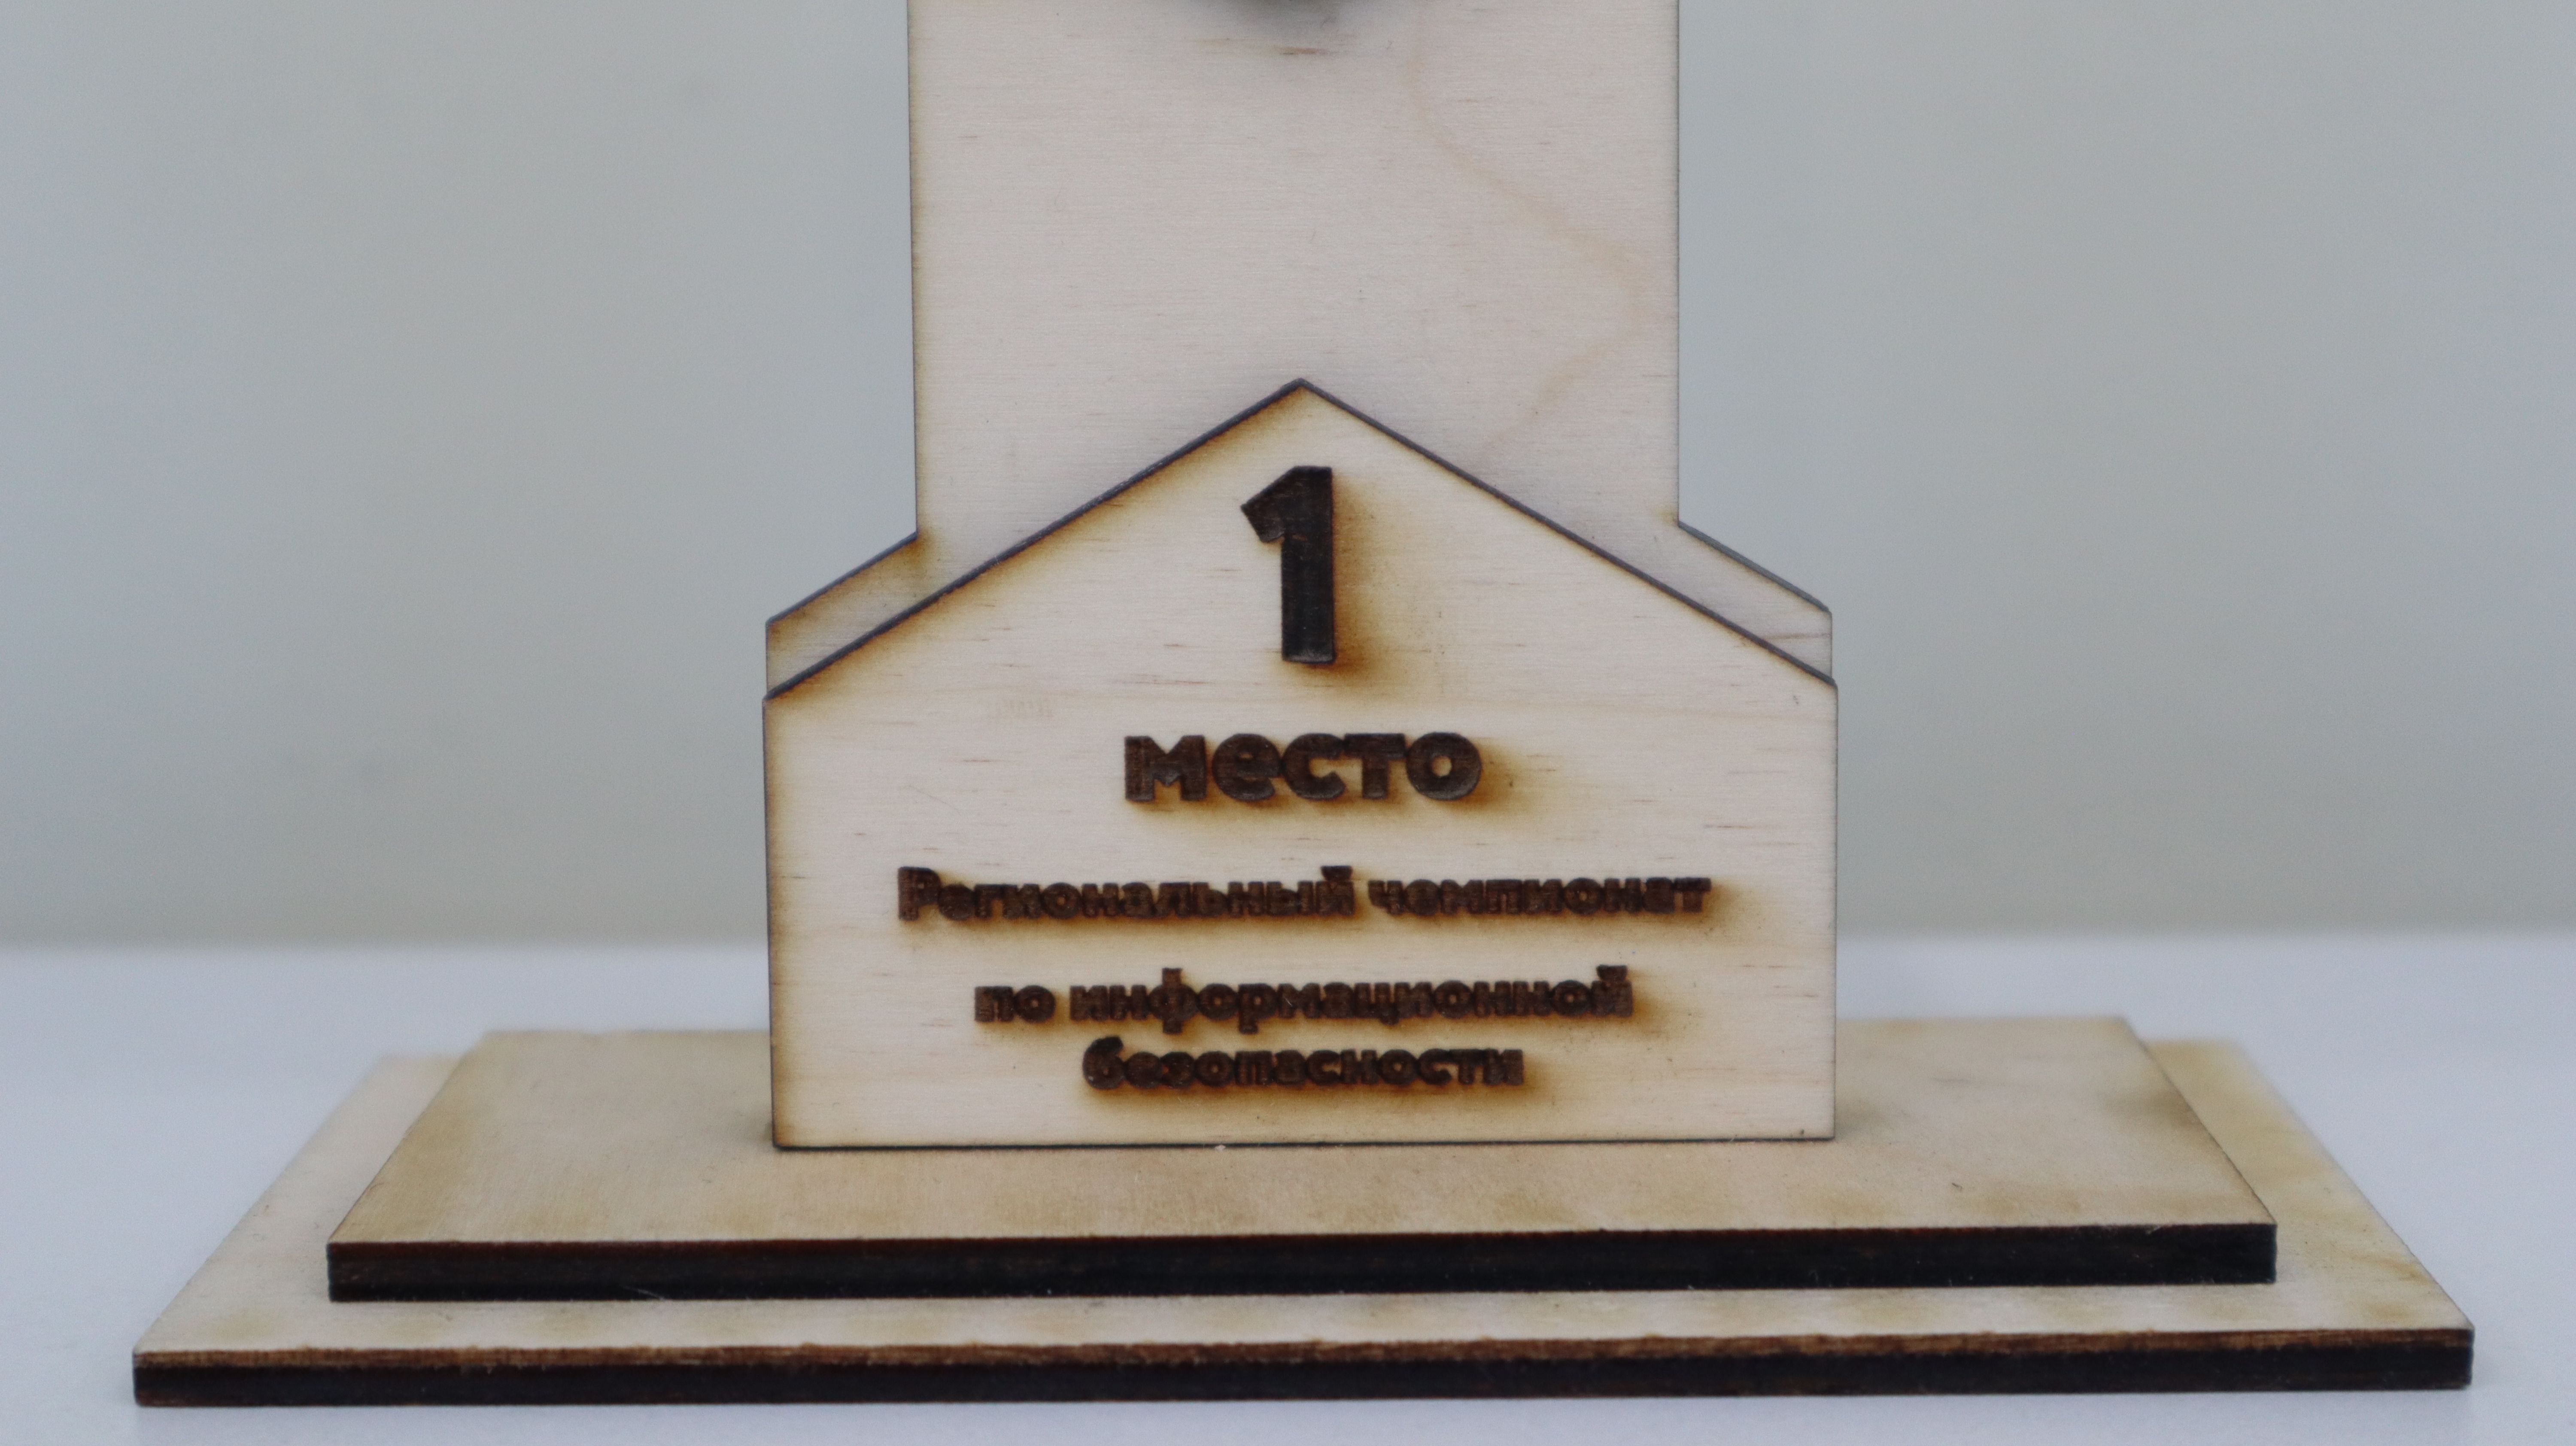 1
место
Региональный чемпионат
по информационной
безопасности